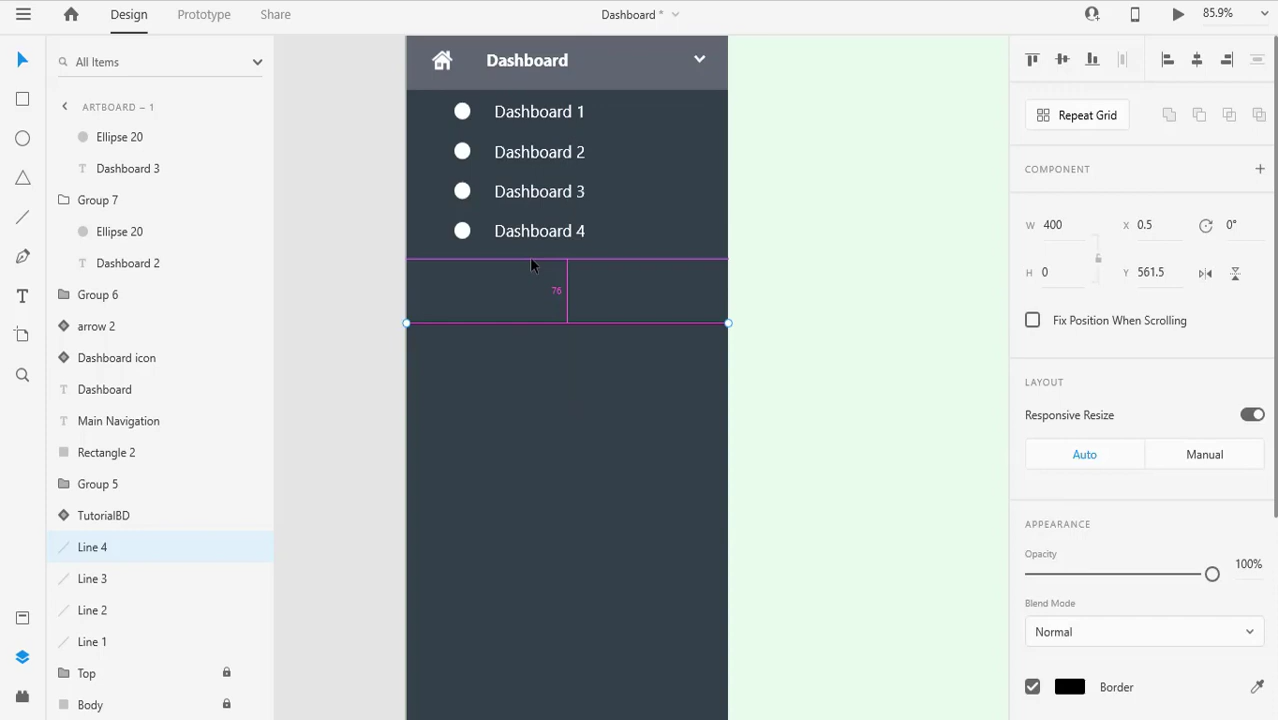 Design
Prototype
Share
Dashboard *
85.9%
All Items
ARTBOARD – 1
Ellipse 20
Dashboard 3
Group 7
Ellipse 20
Dashboard 2
Group 6
arrow 2
Dashboard icon
Dashboard
Main Navigation
Rectangle 2
Group 5
TutorialBD
Line 4
Line 3
Line 2
Line 1
Top
Body
Dashboard
Dashboard 1
Dashboard 2
Dashboard 3
Dashboard 4
76
Repeat Grid
COMPONENT
W 400 X 0.5 0°
H 0 Y 561.5
Fix Position When Scrolling
LAYOUT
Responsive Resize
Auto Manual
APPEARANCE
Opacity
100%
Blend Mode
Normal
Border